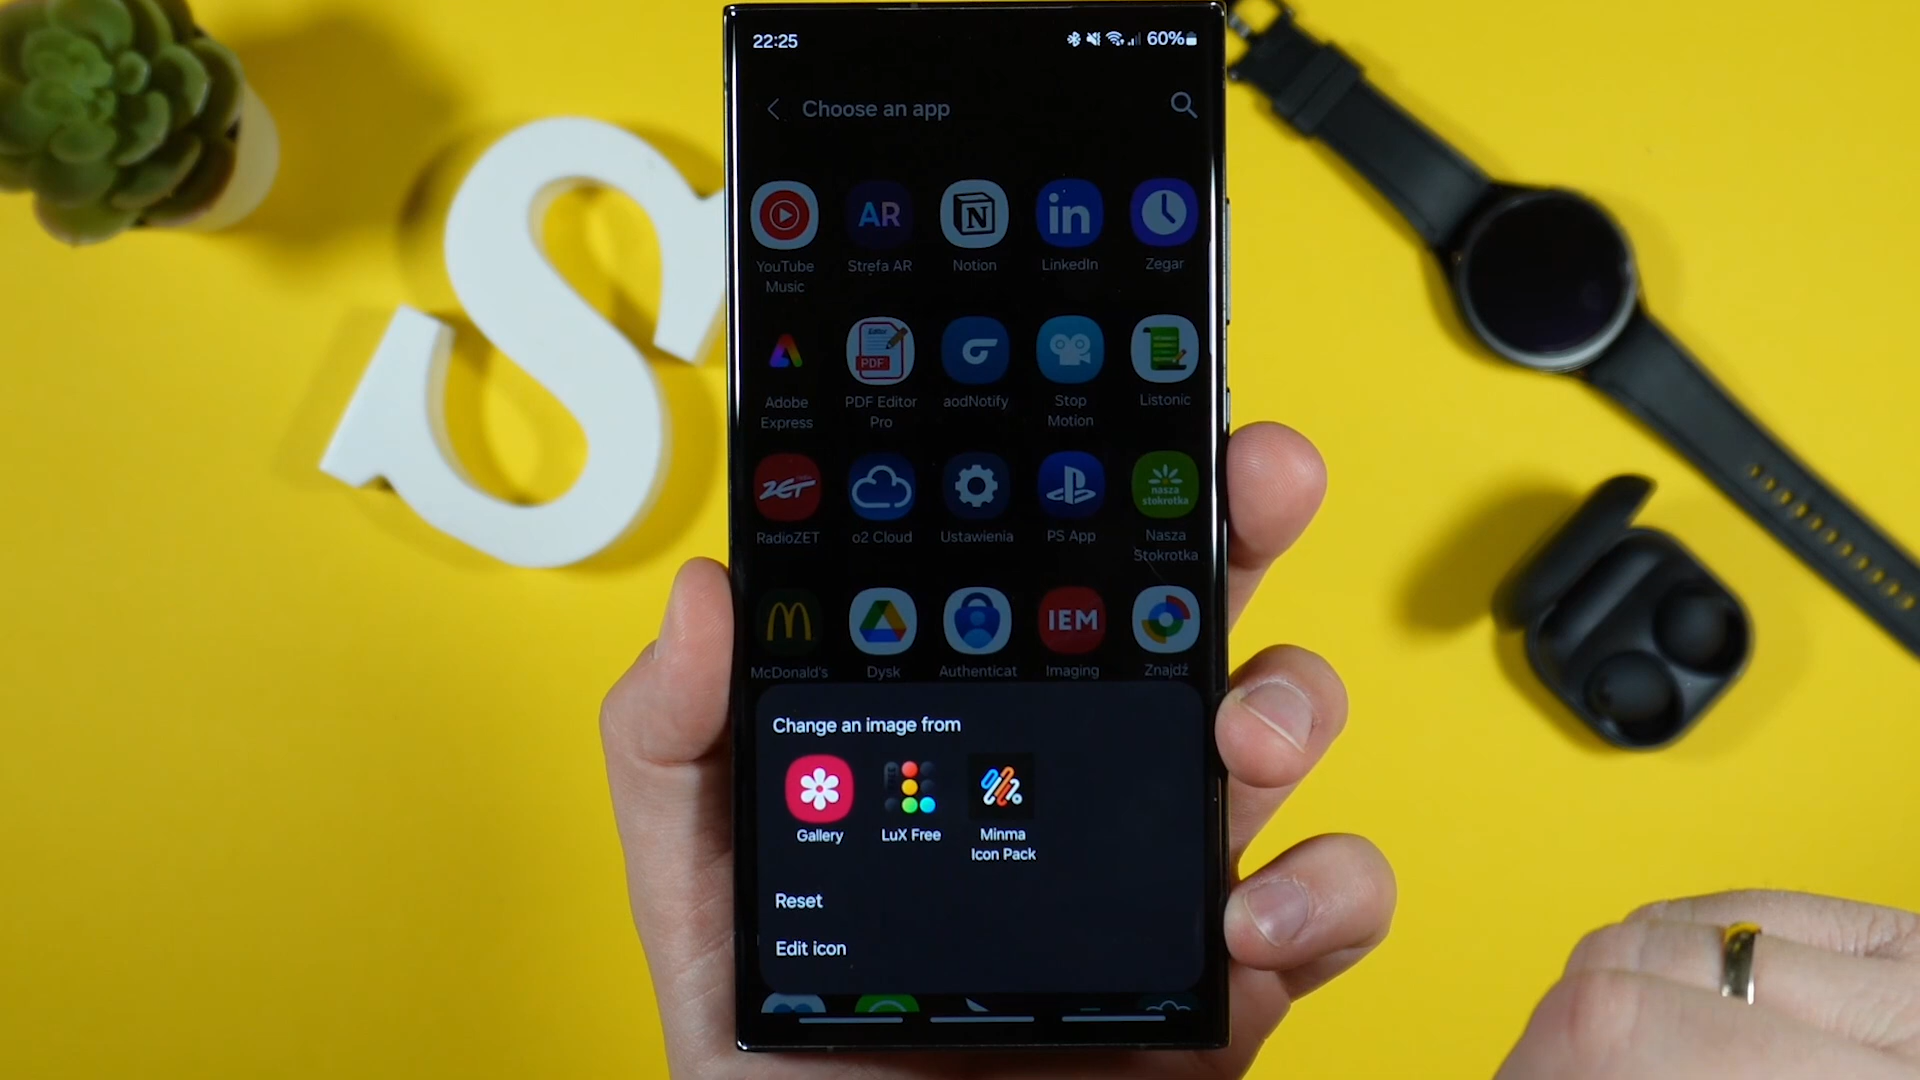 22:25
60%
Choose an app
AR
N
in
YouTube Music
Strefa AR
Notion
LinkedIn
Zegar
Editor
PDF
Adobe Express
PDF Editor Pro
aodNotify
Stop Motion
Listonic
ZET
nasza stokrotka
RadioZET
o2 Cloud
Ustawienia
PS App
Nasza Stokrotka
IEM
McDonald's
Dysk
Authenticat
Imaging
Znajdź
Change an image from
Gallery
LuX Free
Minma Icon Pack
Reset
Edit icon
S